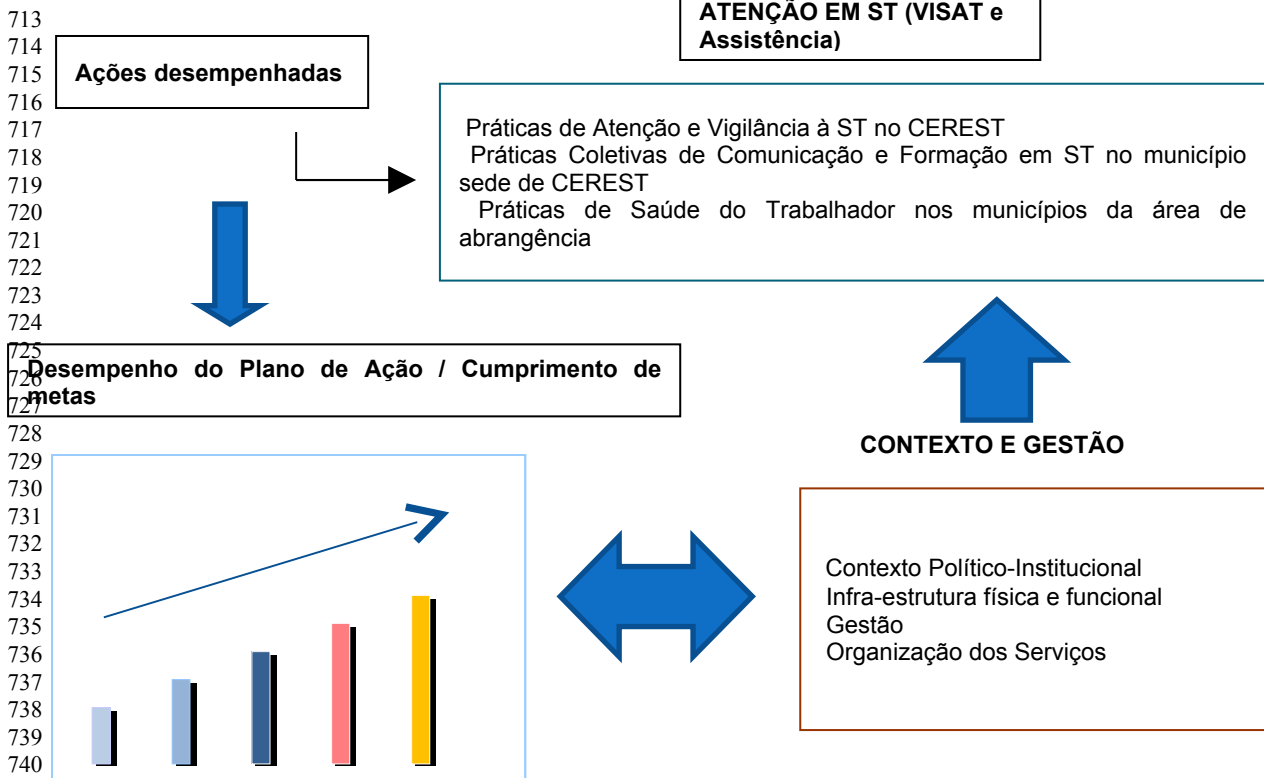 713
714
715
716
717
718
719
720
721
722
723
724
725
726
727
728
729
730
731
732
733
734
735
736
737
738
739
740
ATENÇÃO EM ST (VISAT e
Assistência)
Ações desempenhadas
Práticas de Atenção e Vigilância à ST no CEREST
Práticas Coletivas de Comunicação e Formação em ST no município
sede de CEREST
Práticas de Saúde do Trabalhador nos municípios da área de
abrangência
Desempenho do Plano de Ação / Cumprimento de
metas
CONTEXTO E GESTÃO
Contexto Político-Institucional
Infra-estrutura física e funcional
Gestão
Organização dos Serviços